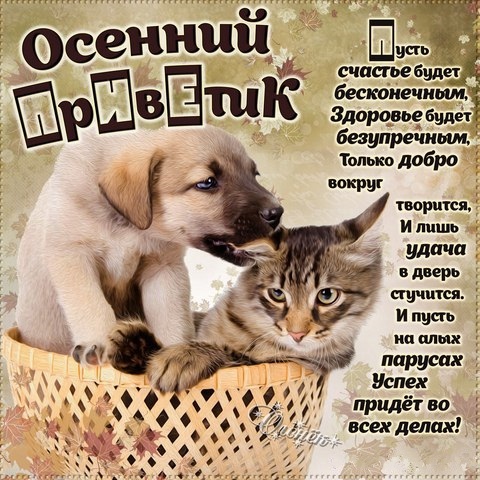 Осенний
ПрИвЕтиК
Пусть
счастье будет
бесконечным,
Здоровье будет
безупречным,
Только добро
вокруг
творится,
И лишь
удача
в дверь
стучится.
И пусть
на алых
парусах
Успех
придёт во
всех делах!